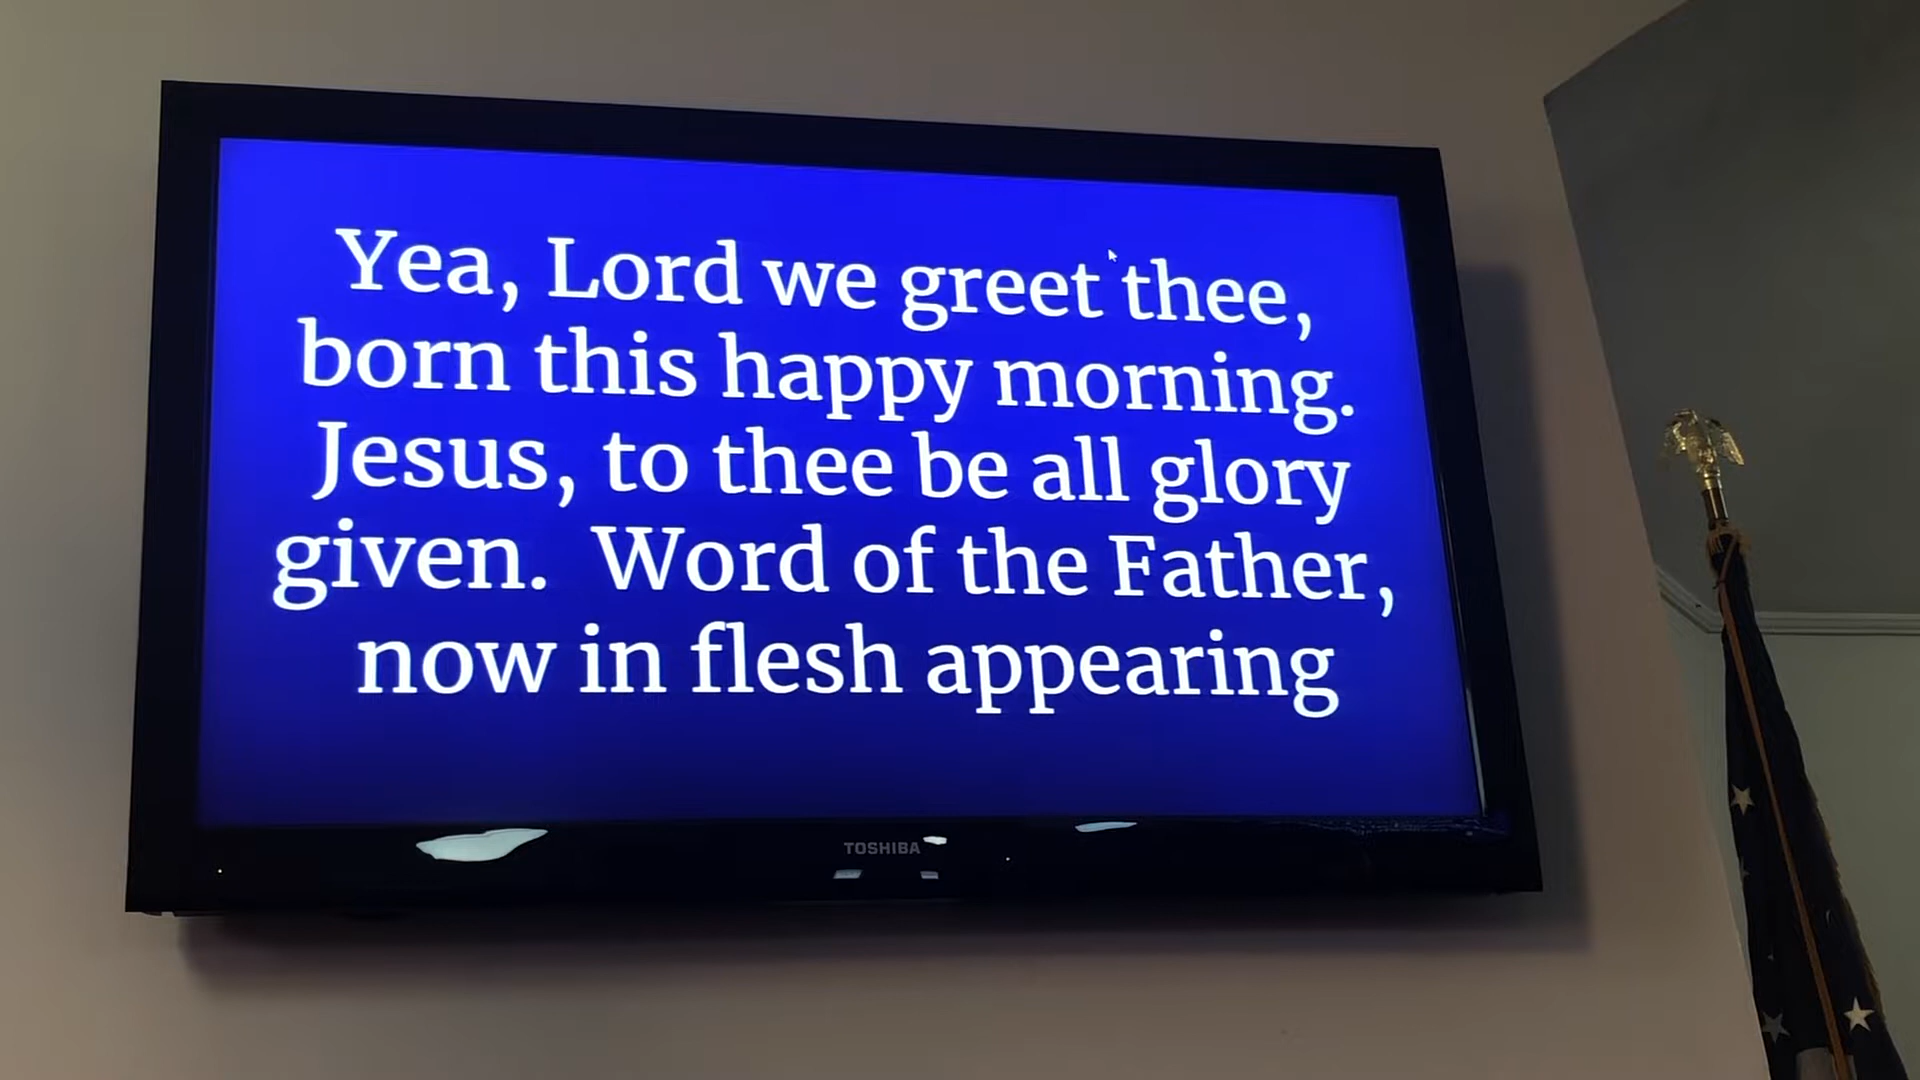 Yea, Lord we greet thee,
born this happy morning.
Jesus, to thee be all glory
given.  Word of the Father,
now in flesh appearing
TOSHIBA